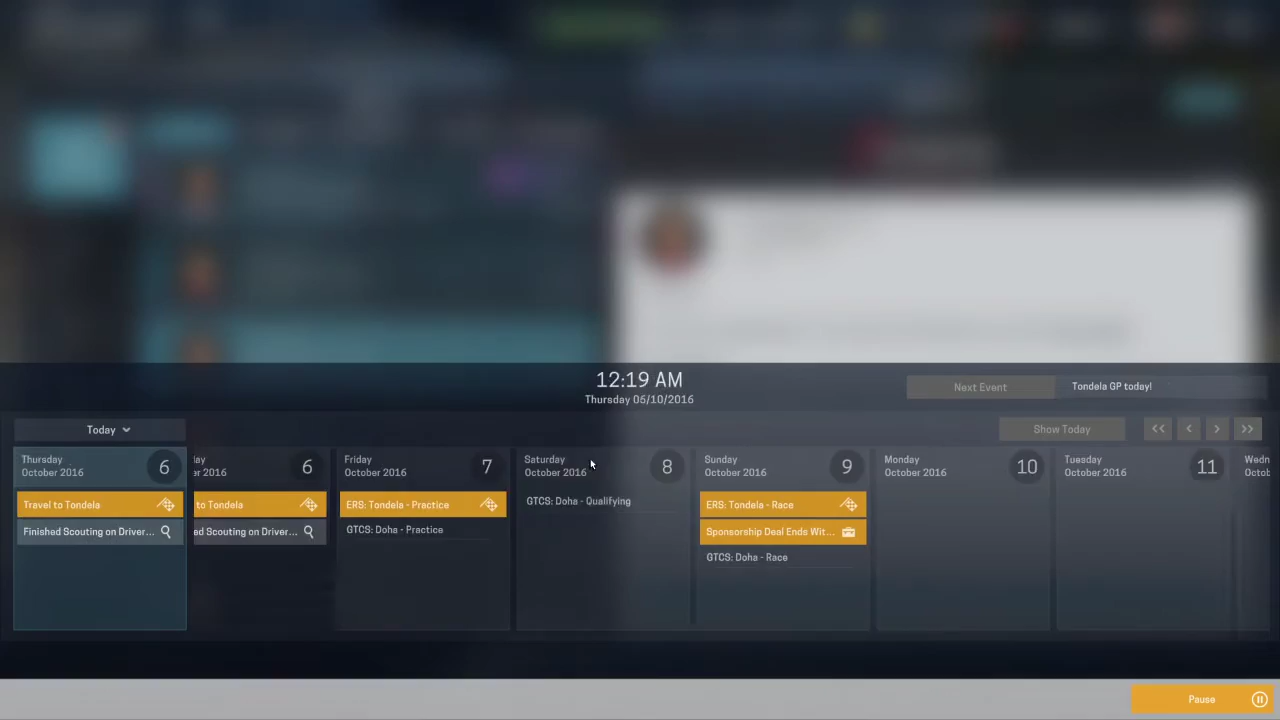 12:19 AM
Thursday 06/10/2016
Next Event
Tondela GP today!
Today
Show Today
Thursday
October 2016
6
Travel to Tondela
Finished Scouting on Driver...
ay
er 2016
6
to Tondela
ed Scouting on Driver...
Friday
October 2016
7
ERS: Tondela - Practice
GTCS: Doha - Practice
Saturday
October 2016
8
GTCS: Doha - Qualifying
Sunday
October 2016
9
ERS: Tondela - Race
Sponsorship Deal Ends Wit...
GTCS: Doha - Race
Monday
October 2016
10
Tuesday
October 2016
11
Wedn
Octob
Pause